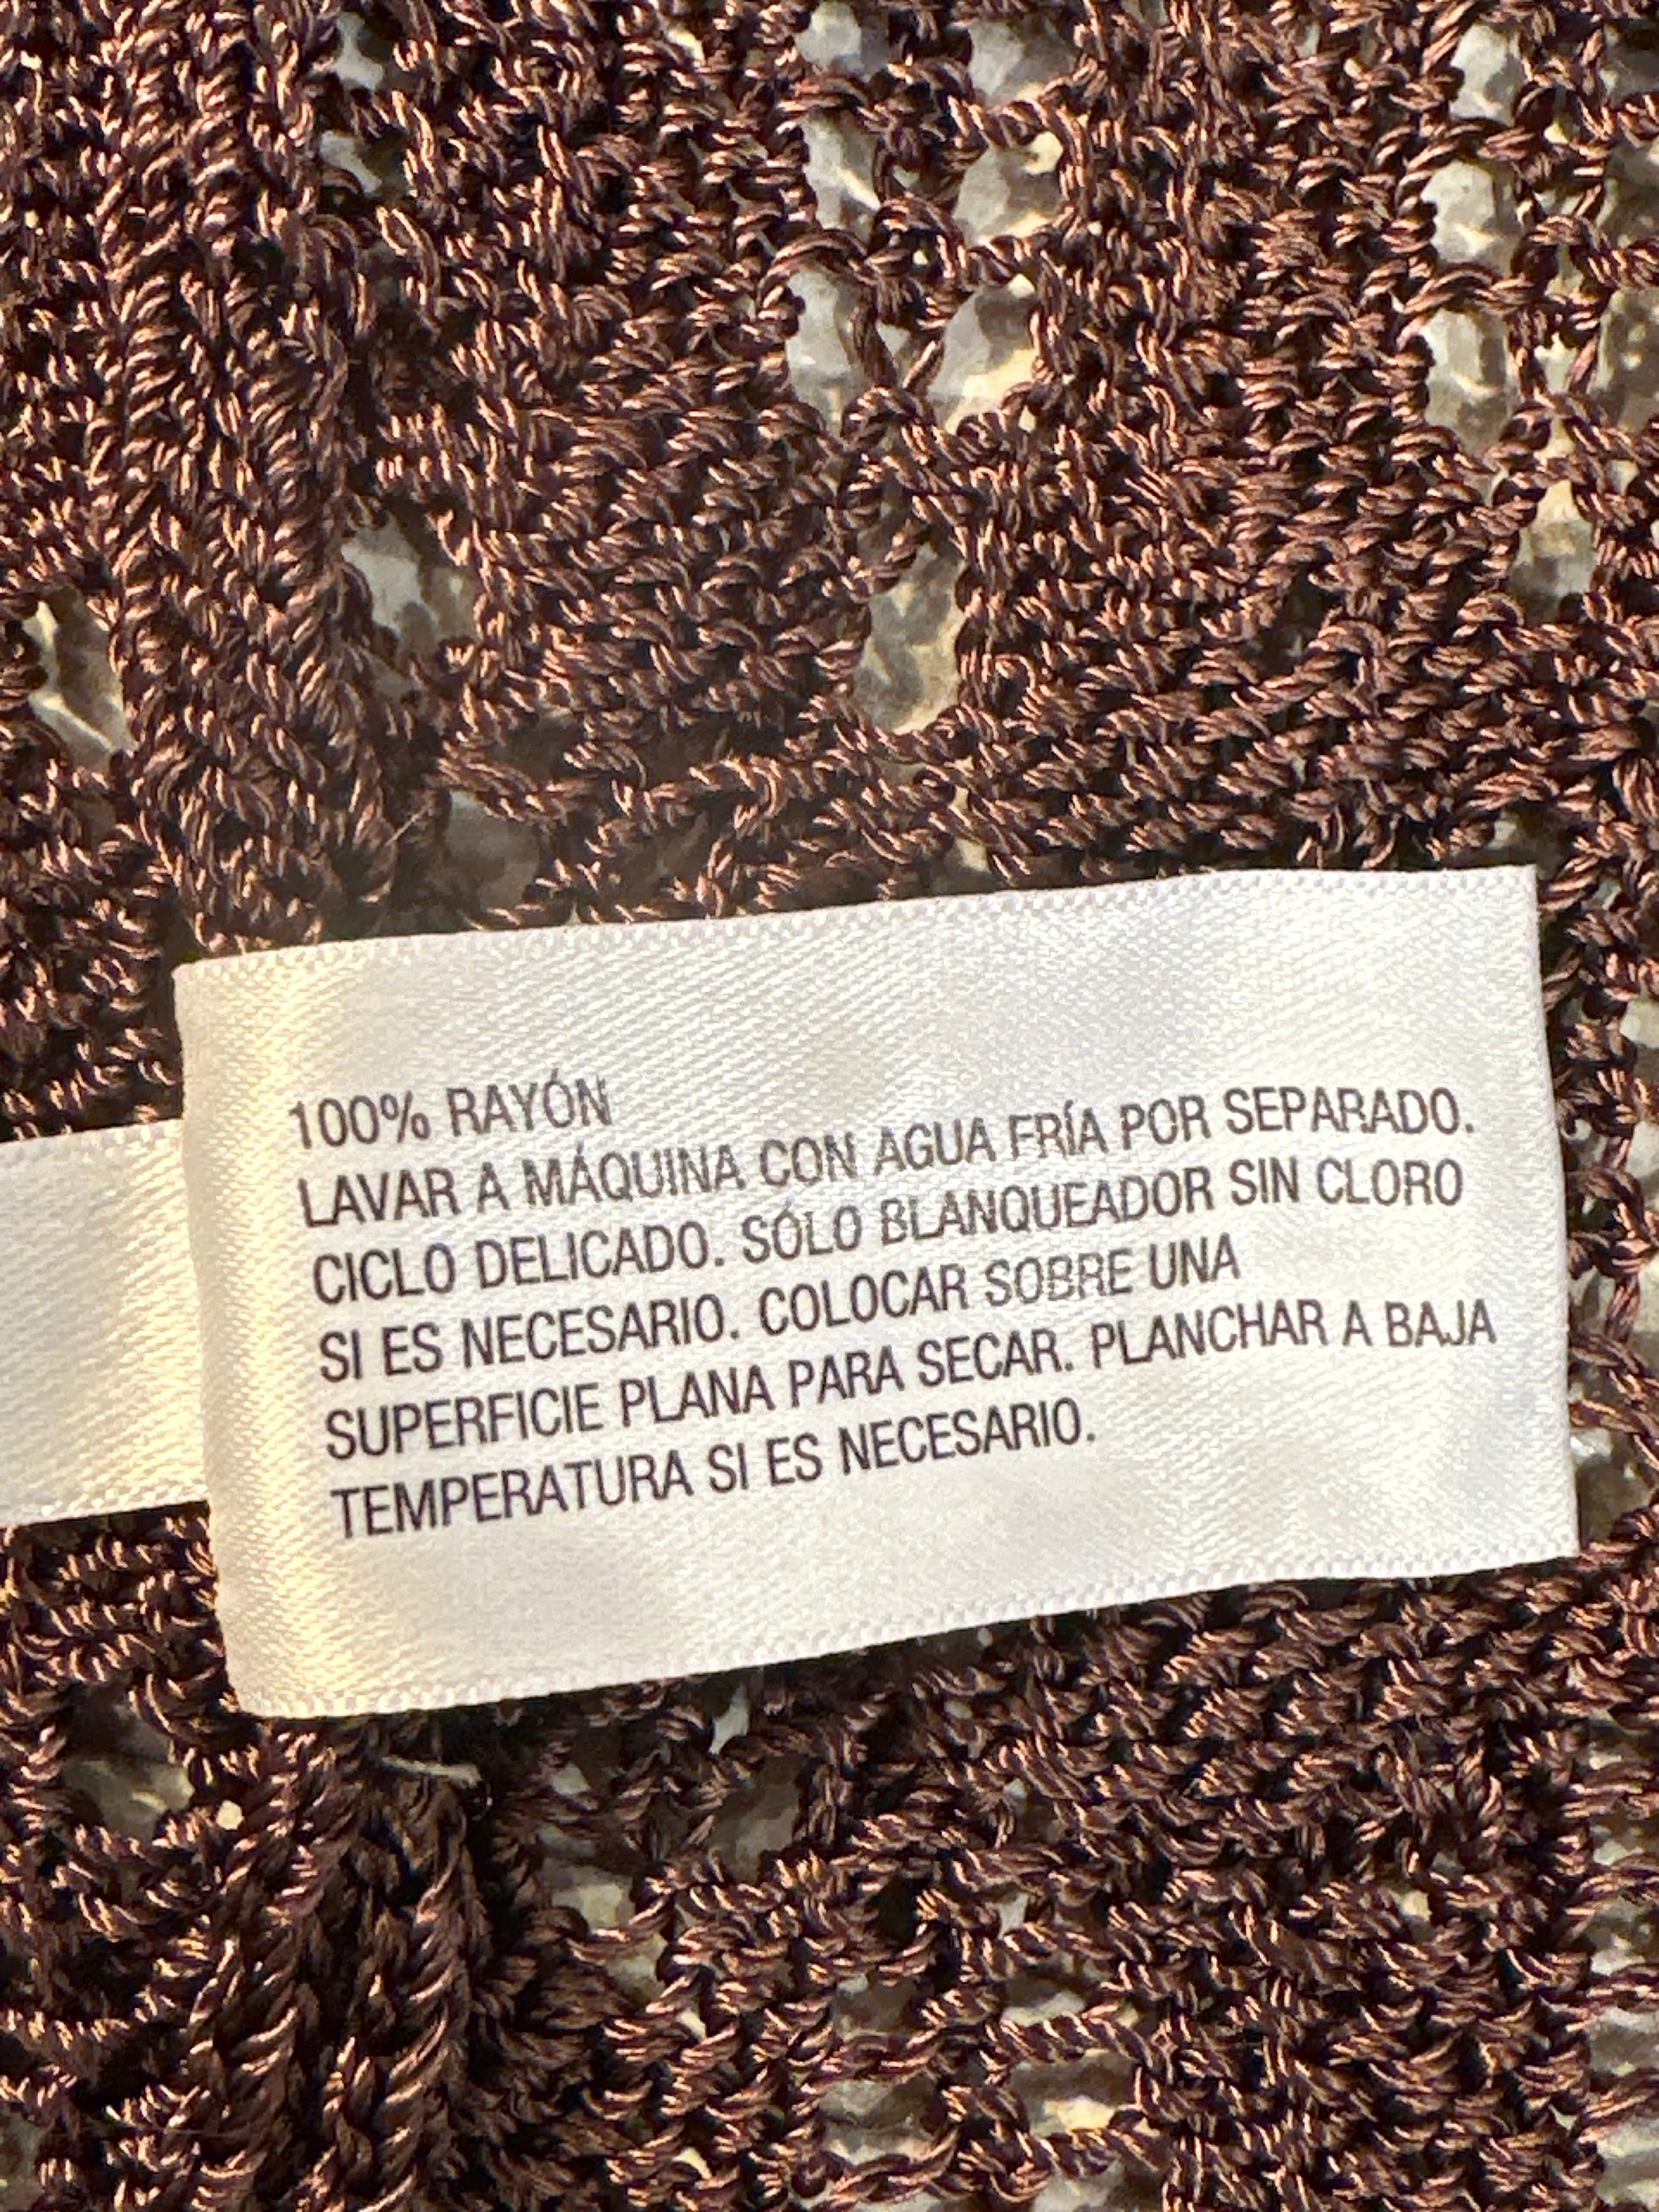 100% RAYÓN
LAVAR A MÁQUINA CON AGUA FRÍA POR SEPARADO.
CICLO DELICADO. SÓLO BLANQUEADOR SIN CLORO
SI ES NECESARIO. COLOCAR SOBRE UNA
SUPERFICIE PLANA PARA SECAR. PLANCHAR A BAJA
TEMPERATURA SI ES NECESARIO.